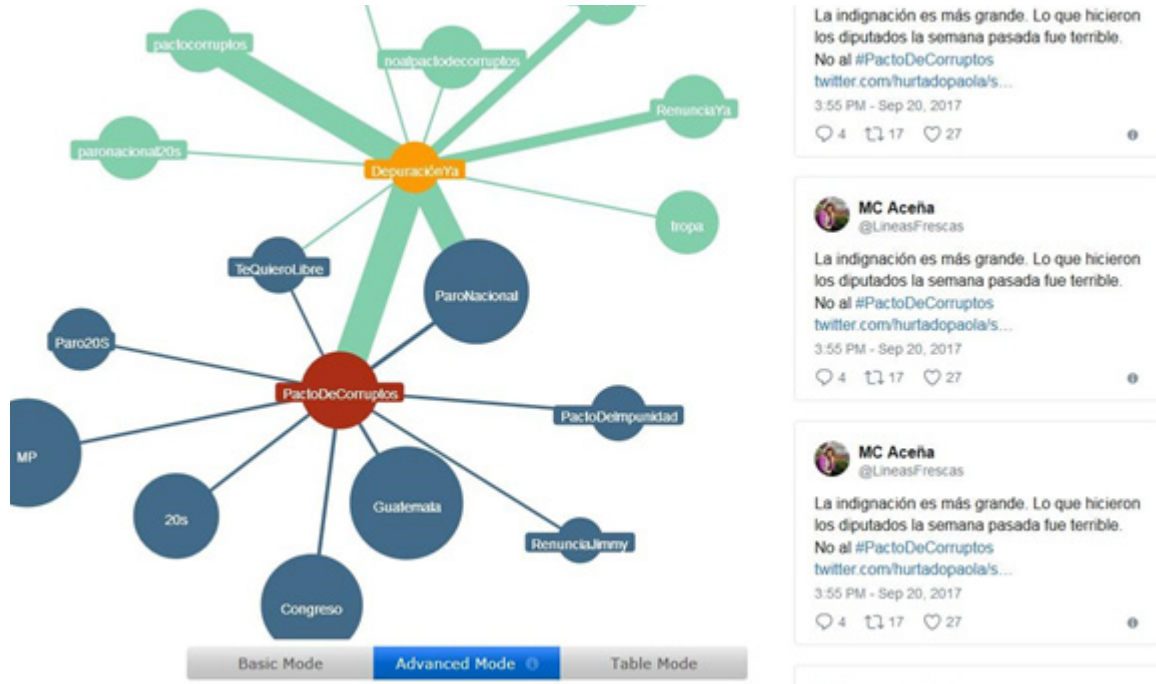 pactocorruptos
noalpactodecorruptos
RenunciaYa
paronacional20s
DepuraciónYa
tropa
TeQuieroLibre
ParoNacional
Paro20S
PactoDeCorruptos
PactoDeImpunidad
MP
Guatemala
20s
RenunciaJimmy
Congreso
Basic Mode
Advanced Mode
Table Mode
La indignación es más grande. Lo que hicieron
los diputados la semana pasada fue terrible.
No al #PactoDeCorruptos
twitter.com/hurtadopaola/s...
3:55 PM - Sep 20, 2017
4 17 27
MC Aceña
@LineasFrescas
La indignación es más grande. Lo que hicieron
los diputados la semana pasada fue terrible.
No al #PactoDeCorruptos
twitter.com/hurtadopaola/s...
3:55 PM - Sep 20, 2017
4 17 27
MC Aceña
@LineasFrescas
La indignación es más grande. Lo que hicieron
los diputados la semana pasada fue terrible.
No al #PactoDeCorruptos
twitter.com/hurtadopaola/s...
3:55 PM - Sep 20, 2017
4 17 27